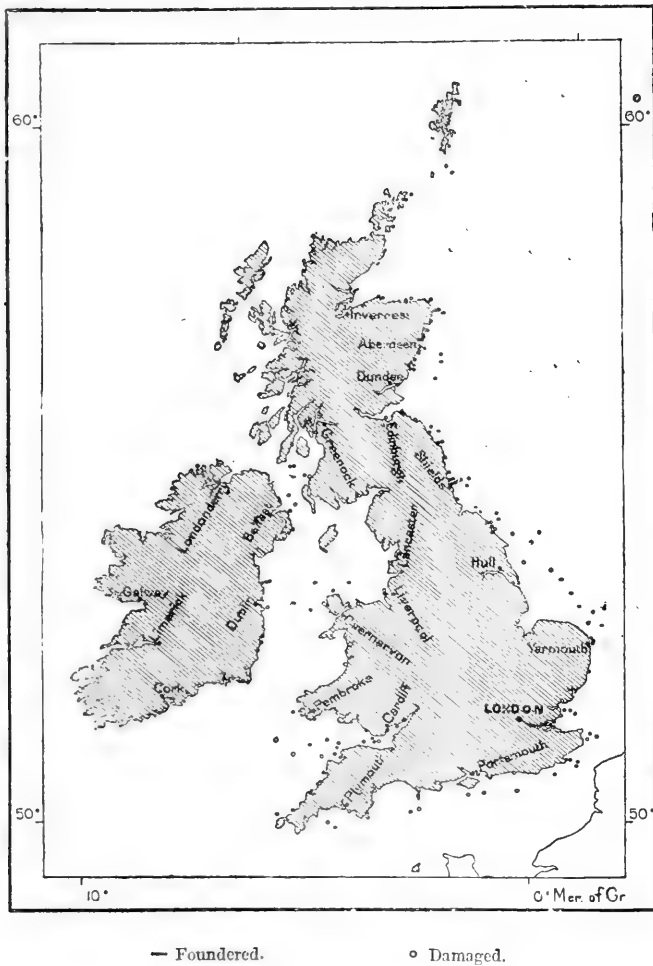 60°
60°
Inverness
Aberdeen
Dundee
Edinburgh
Greenock
Shields
Londonderry
Belfast
Lancaster
Hull
Galway
Limerick
Dublin
Liverpool
Caernarvon
Yarmouth
Cork
Pembroke
Cardiff
LONDON
Portsmouth
Plymouth
50°
50°
10°
0° Mer. of Gr
Foundered.
Damaged.